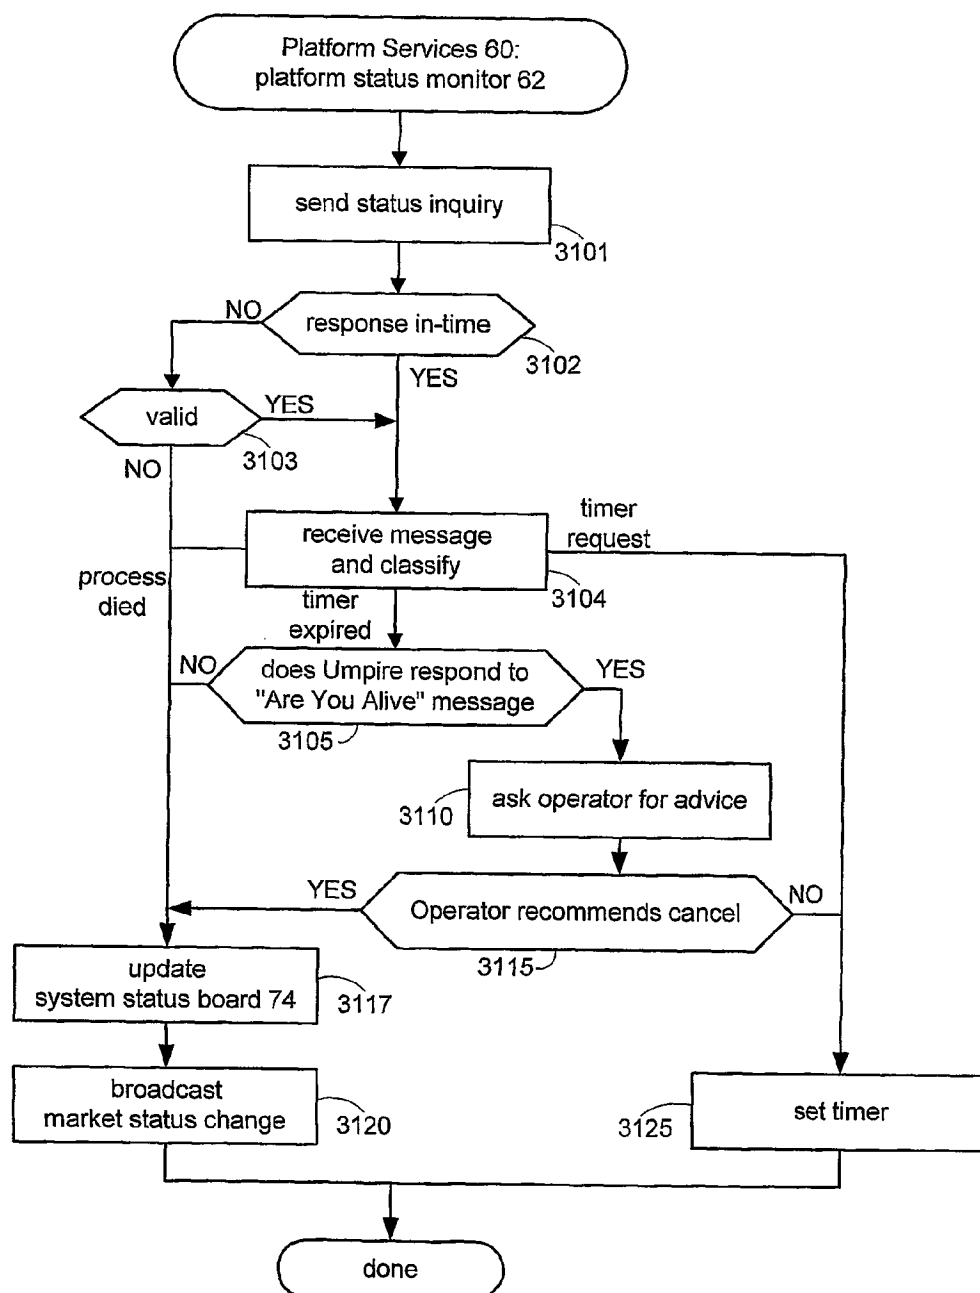 Platform Services 60:
platform status monitor 62
send status inquiry
3101
NO
response in-time
3102
YES
valid
YES
3103
NO
timer
request
receive message
and classify
3104
process
died
timer
expired
NO
does Umpire respond to
"Are You Alive" message
YES
3105
ask operator for advice
3110
YES
Operator recommends cancel
NO
3115
update
system status board 74
3117
broadcast
market status change
3120
set timer
3125
done